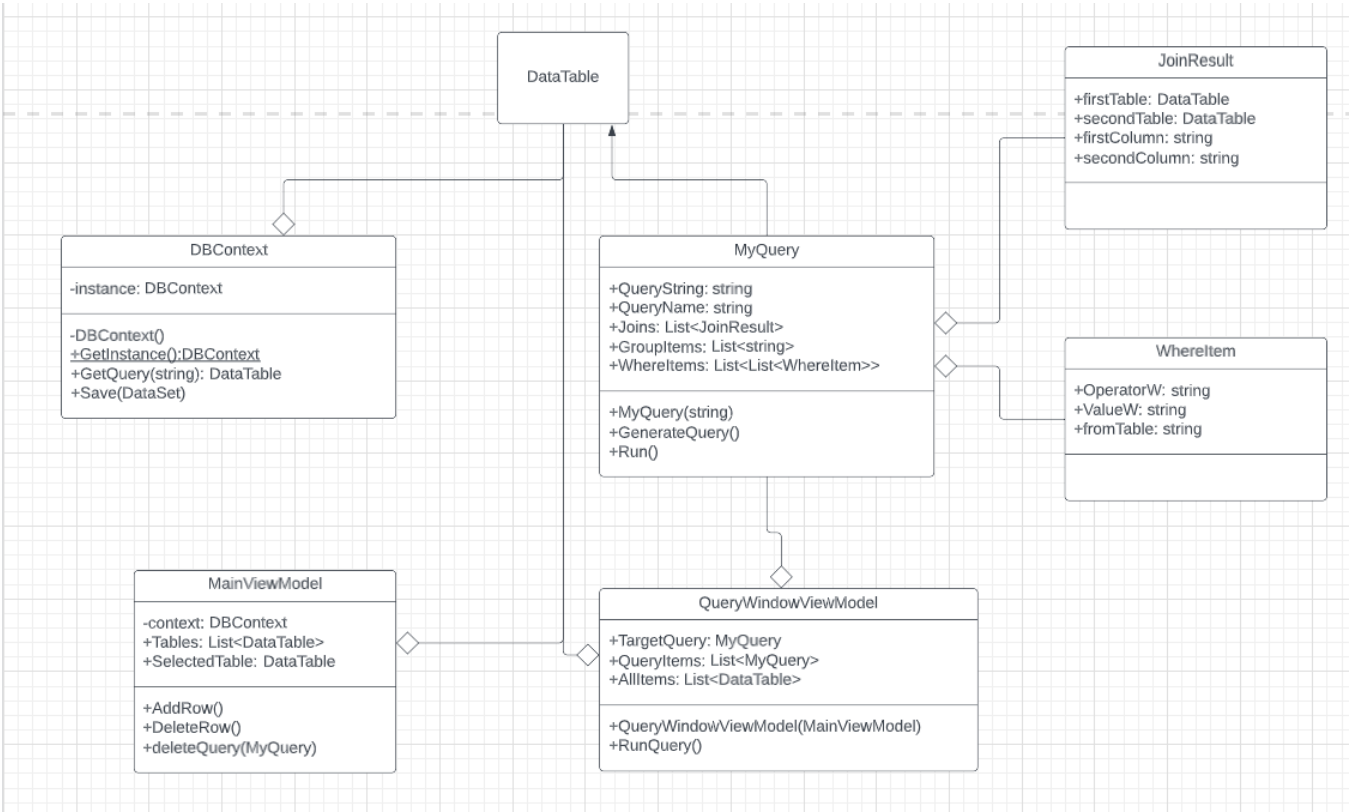 DataTable
JoinResult
+firstTable: DataTable
+secondTable: DataTable
+firstColumn: string
+secondColumn: string
DBContext
-instance: DBContext
-DBContext()
+GetInstance():DBContext
+GetQuery(string): DataTable
+Save(DataSet)
MyQuery
+QueryString: string
+QueryName: string
+Joins: List<JoinResult>
+GroupItems: List<string>
+WhereItems: List<List<WhereItem>>
+MyQuery(string)
+GenerateQuery()
+Run()
WhereItem
+OperatorW: string
+ValueW: string
+fromTable: string
MainViewModel
-context: DBContext
+Tables: List<DataTable>
+SelectedTable: DataTable
+AddRow()
+DeleteRow()
+deleteQuery(MyQuery)
QueryWindowViewModel
+TargetQuery: MyQuery
+QueryItems: List<MyQuery>
+AllItems: List<DataTable>
+QueryWindowViewModel(MainViewModel)
+RunQuery()